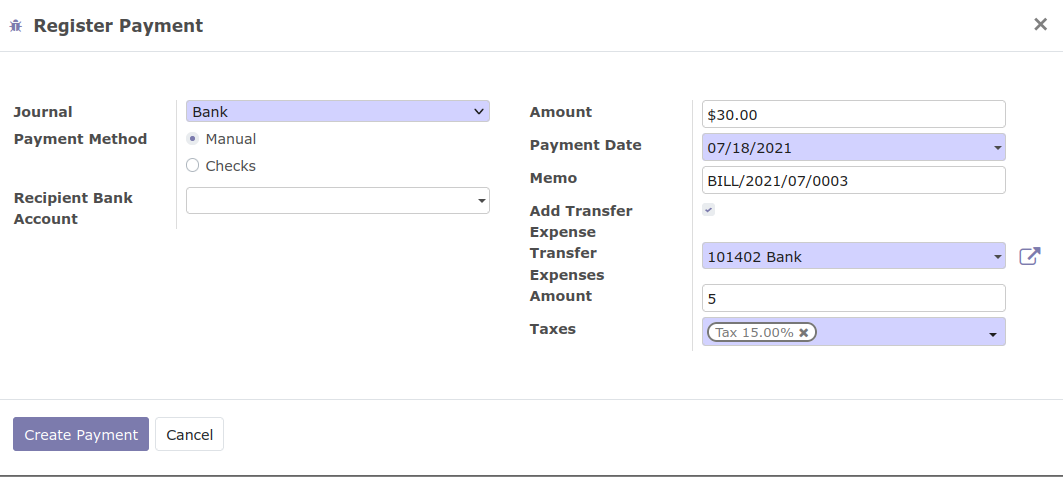 Register Payment
Journal
Bank
Payment Method
Manual
Checks
Recipient Bank
Account
Amount
$30.00
Payment Date
07/18/2021
Memo
BILL/2021/07/0003
Add Transfer
Expense
Transfer
Expenses
101402 Bank
Amount
5
Taxes
Tax 15.00%
Create Payment
Cancel